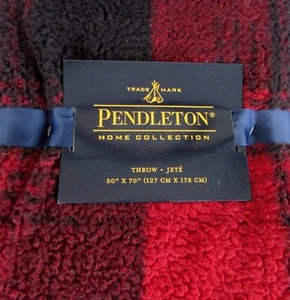 TRADE MARK
PENDLETON®
HOME COLLECTION
THROW • JETÉ
50" X 70" (127 CM X 178 CM)